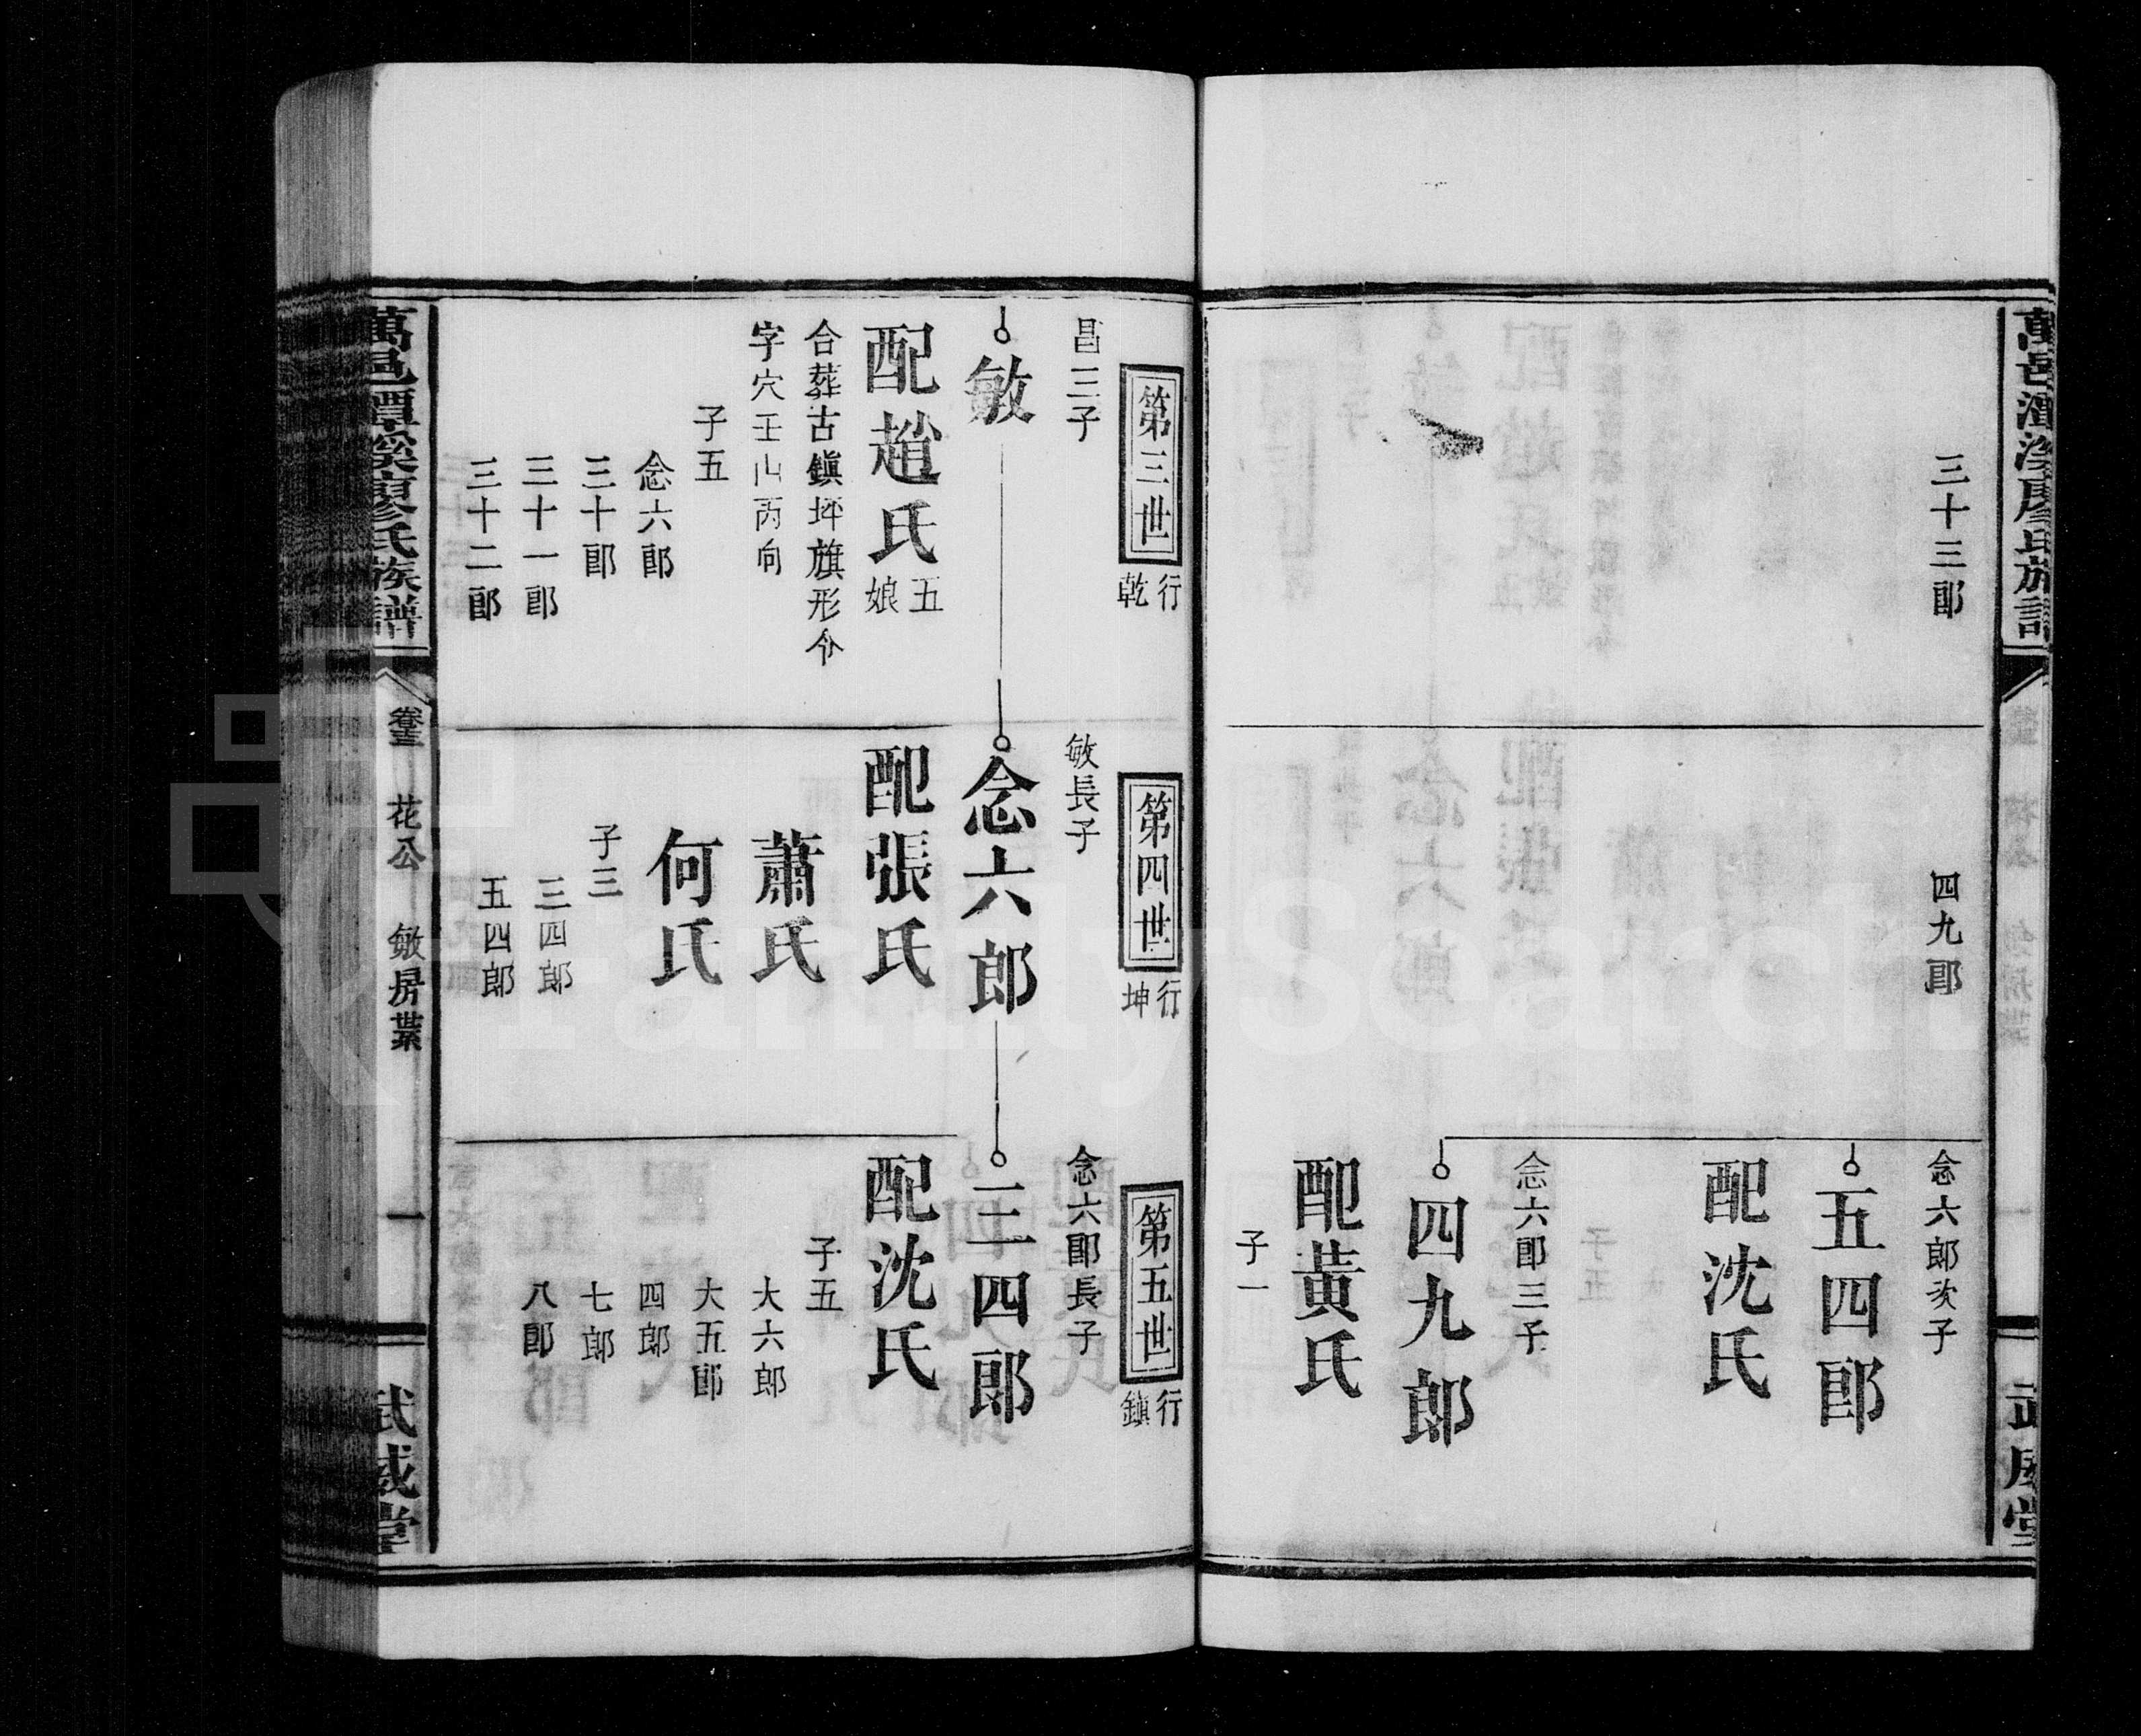 萬邑潭溪廖氏族譜
武威堂
三十三郎
四九郎
念六郎次子
五四郎
配沈氏
念六郎三子
四九郎
配黃氏
子一
第三世 行乾
昌三子
敏
配趙氏 五娘
合葬古鎭坪旗形令
字穴壬山丙向
子五
念六郎
三十郎
三十一郎
三十二郎
第四世 行坤
敏長子
念六郎
配張氏
蕭氏
何氏
子三
三四郎
五四郎
第五世 行鎭
念六郎長子
三四郎
配沈氏
子五
大六郎
大五郎
四郎
七郎
八郎
萬邑潭溪廖氏族譜
卷三 花公 敏房世系 一
武威堂